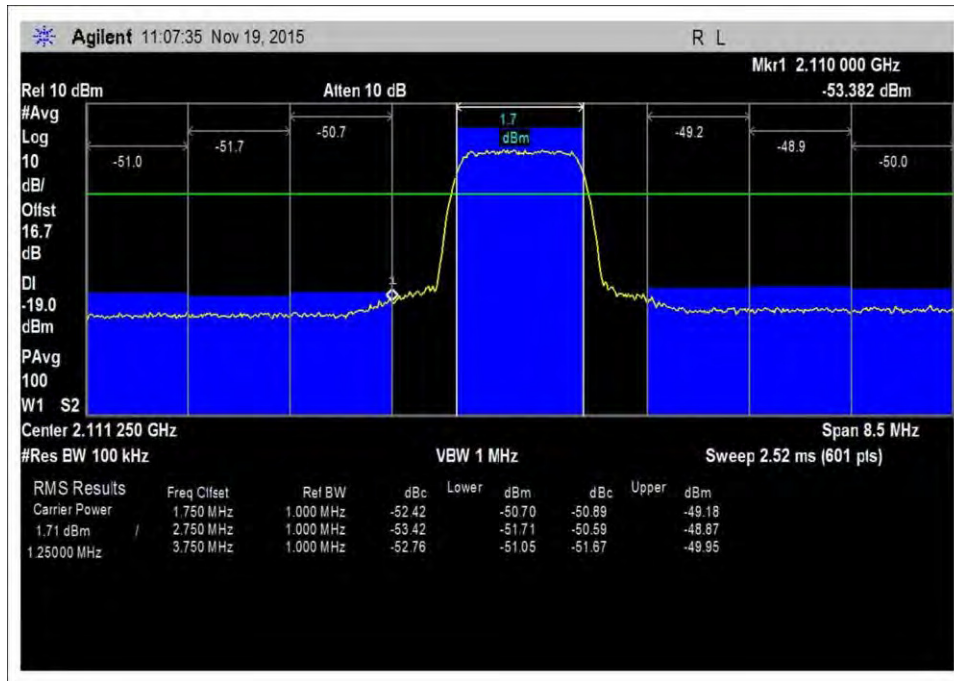 Agilent 11:07:35 Nov 19, 2015 R L
Mkr1 2.110 000 GHz
Rel 10 dBm Atten 10 dB -53.382 dBm
#Avg
Log
10
dB/
Offst
16.7
dB
DI
-19.0
dBm
PAvg
100
W1 S2
-51.0 -51.7 -50.7 1.7 -49.2 -48.9 -50.0
dBm
1
Center 2.111 250 GHz Span 8.5 MHz
#Res BW 100 kHz VBW 1 MHz Sweep 2.52 ms (601 pts)
RMS Results Freq Clfset Ref BW dBc Lower dBm dBc Upper dBm
Carrier Power 1.750 MHz 1.000 MHz -52.42 -50.70 -50.89 -49.18
1.71 dBm / 2.750 MHz 1.000 MHz -53.42 -51.71 -50.59 -48.87
1.25000 MHz 3.750 MHz 1.000 MHz -52.76 -51.05 -51.67 -49.95